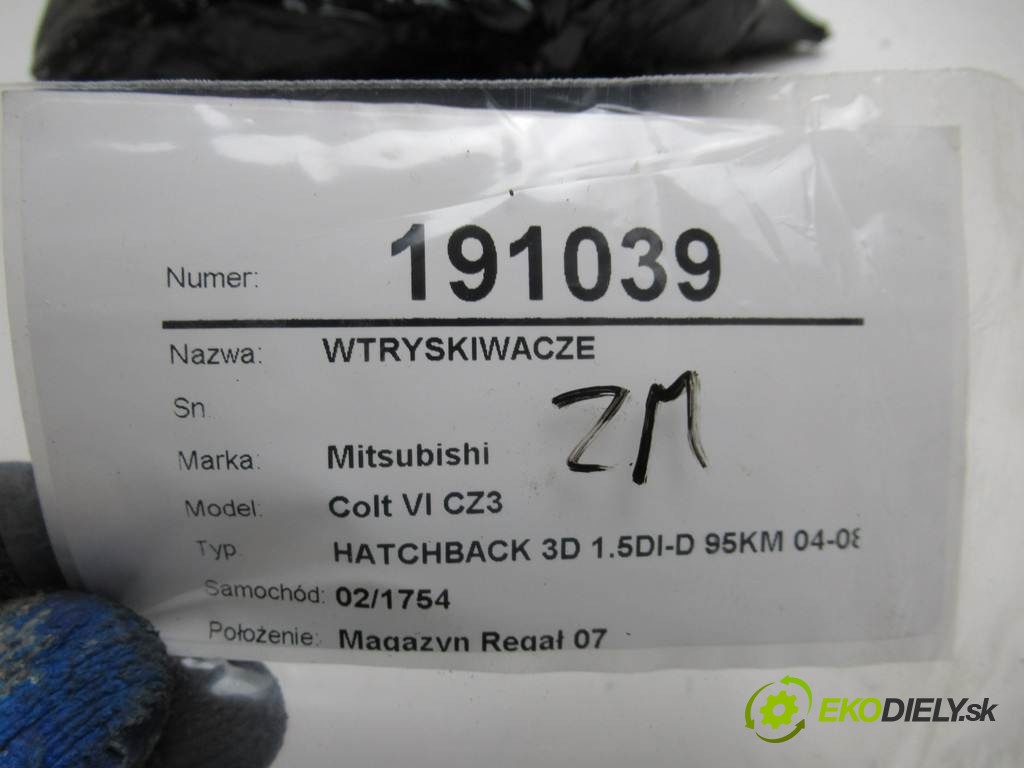 Numer: 191039
Nazwa: WTRYSKIWACZE
Sn
ZM
Marka: Mitsubishi
Model: Colt VI CZ3
Typ HATCHBACK 3D 1.5DI-D 95KM 04-08
Samochód: 02/1754
Położenie: Magazyn Regał 07
EKODIELY.sk